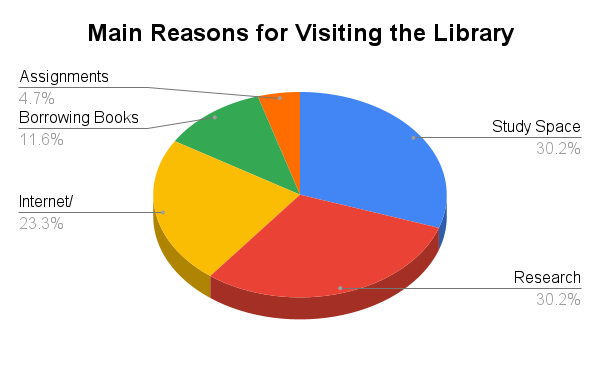 Main Reasons for Visiting the Library
Assignments
4.7%
Borrowing Books
11.6%
Internet/
23.3%
Study Space
30.2%
Research
30.2%